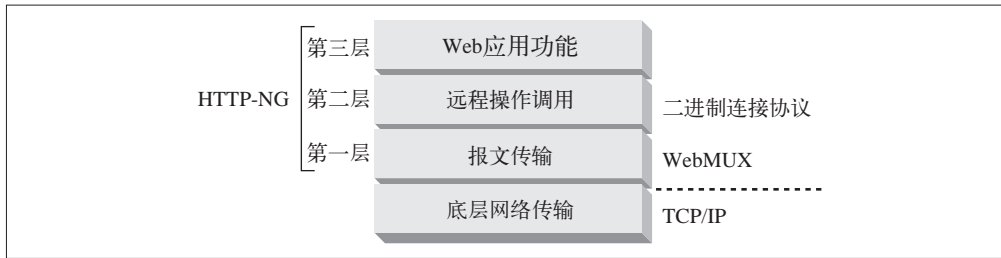 第三层 Web应用功能
HTTP-NG 第二层 远程操作调用 二进制连接协议
第一层 报文传输 WebMUX
底层网络传输 TCP/IP